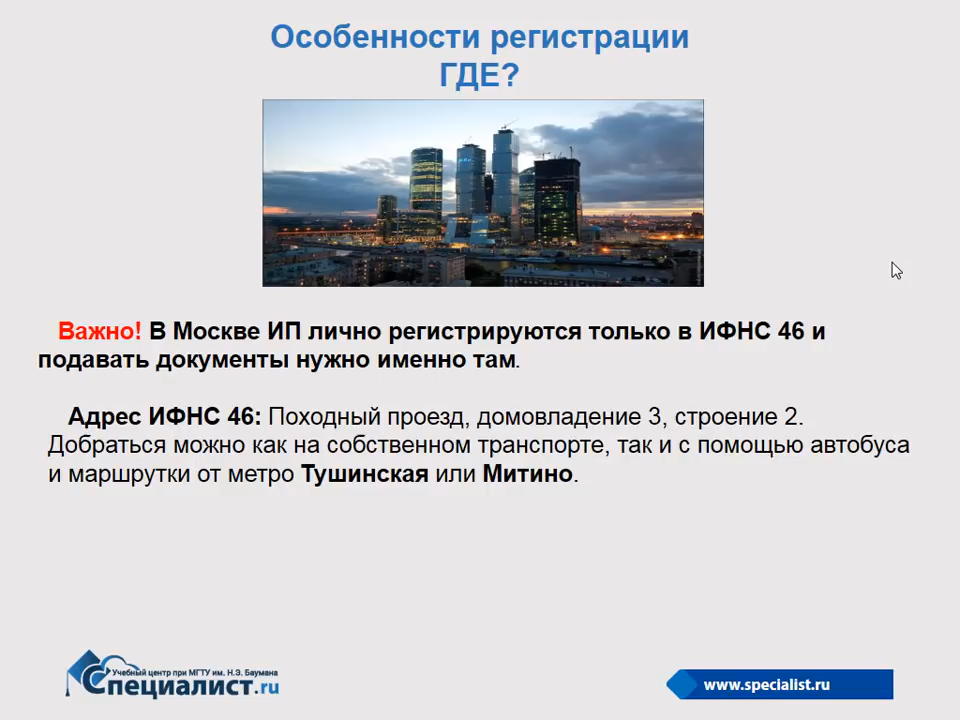 Особенности регистрации
ГДЕ?
Важно! В Москве ИП лично регистрируются только в ИФНС 46 и
подавать документы нужно именно там.
Адрес ИФНС 46: Походный проезд, домовладение 3, строение 2.
Добраться можно как на собственном транспорте, так и с помощью автобуса
и маршрутки от метро Тушинская или Митино.
Учебный центр при МГТУ им. Н.Э. Баумана
Специалист.ru
www.specialist.ru